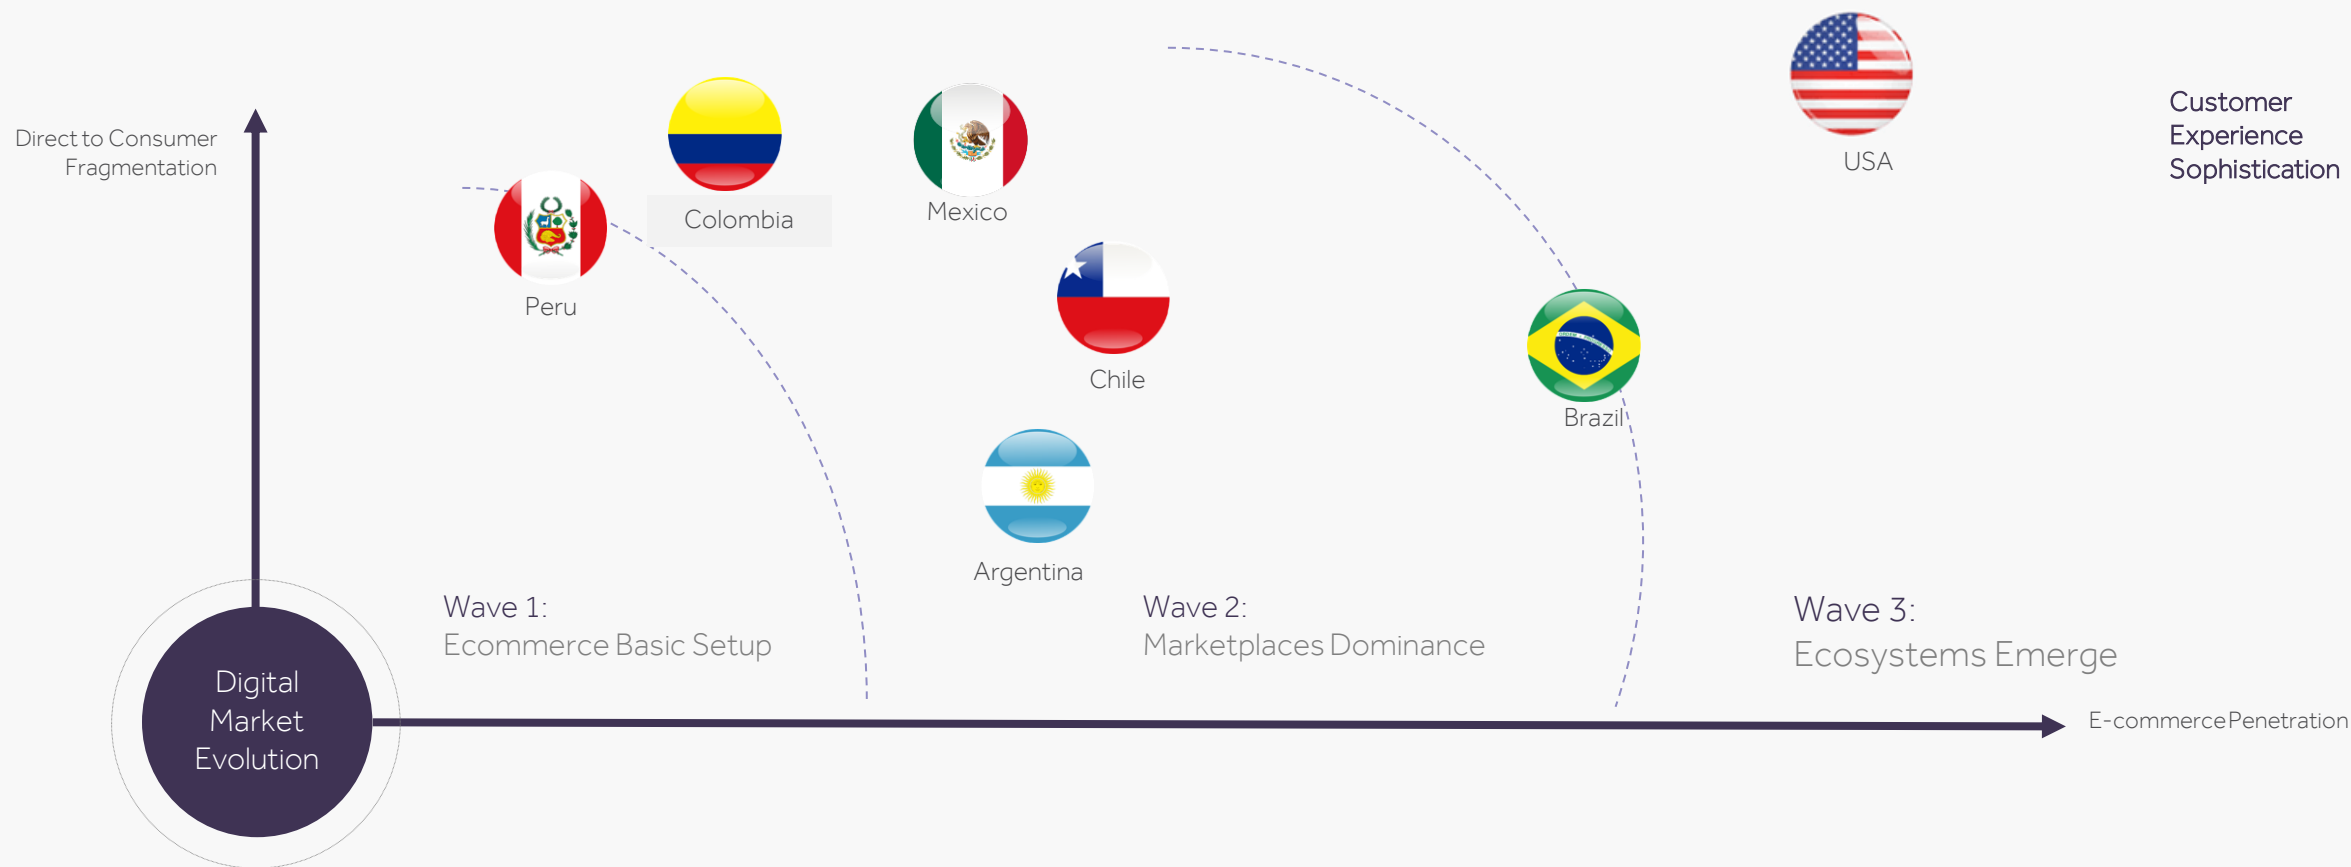 Direct to Consumer
Fragmentation
Colombia
Mexico
USA
Customer
Experience
Sophistication
Peru
Chile
Brazil
Argentina
Wave 1:
Ecommerce Basic Setup
Wave 2:
Marketplaces Dominance
Wave 3:
Ecosystems Emerge
Digital
Market
Evolution
E-commerce Penetration